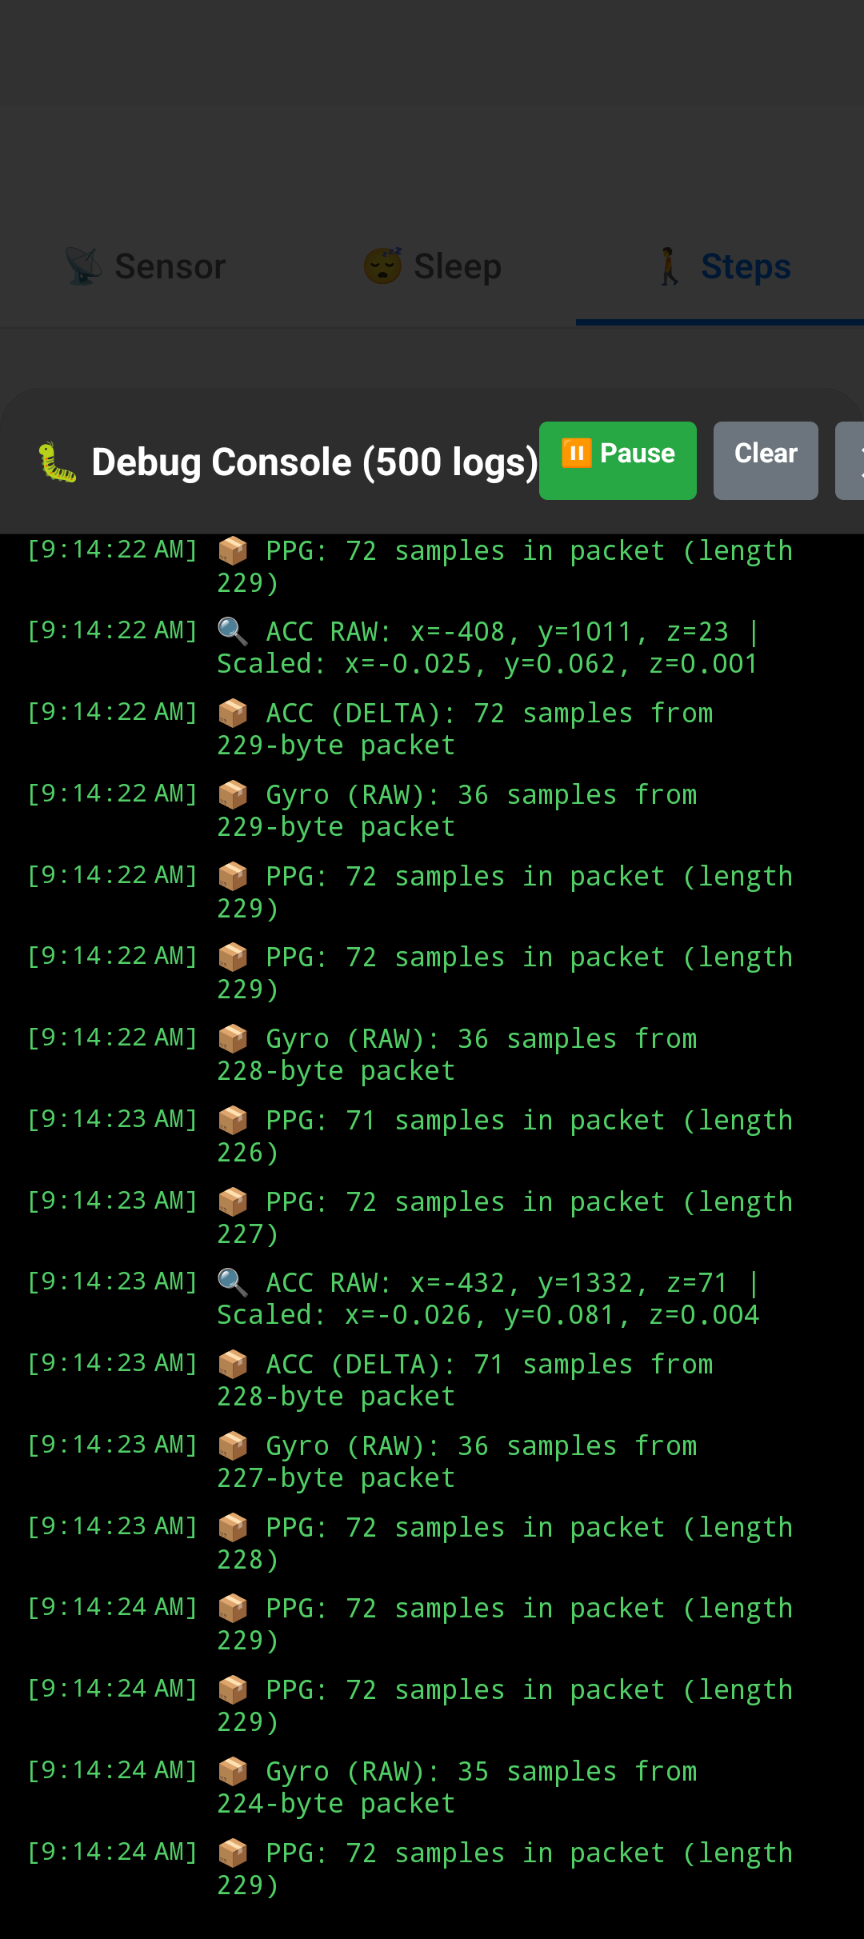 📡 Sensor
😴 Sleep
🚶 Steps
🐛 Debug Console (500 logs)
⏸️ Pause
Clear
[9:14:22 AM] 📦 PPG: 72 samples in packet (length
229)
[9:14:22 AM] 🔍 ACC RAW: x=-408, y=1011, z=23 |
Scaled: x=-0.025, y=0.062, z=0.001
[9:14:22 AM] 📦 ACC (DELTA): 72 samples from
229-byte packet
[9:14:22 AM] 📦 Gyro (RAW): 36 samples from
229-byte packet
[9:14:22 AM] 📦 PPG: 72 samples in packet (length
229)
[9:14:22 AM] 📦 PPG: 72 samples in packet (length
229)
[9:14:22 AM] 📦 Gyro (RAW): 36 samples from
228-byte packet
[9:14:23 AM] 📦 PPG: 71 samples in packet (length
226)
[9:14:23 AM] 📦 PPG: 72 samples in packet (length
227)
[9:14:23 AM] 🔍 ACC RAW: x=-432, y=1332, z=71 |
Scaled: x=-0.026, y=0.081, z=0.004
[9:14:23 AM] 📦 ACC (DELTA): 71 samples from
228-byte packet
[9:14:23 AM] 📦 Gyro (RAW): 36 samples from
227-byte packet
[9:14:23 AM] 📦 PPG: 72 samples in packet (length
228)
[9:14:24 AM] 📦 PPG: 72 samples in packet (length
229)
[9:14:24 AM] 📦 PPG: 72 samples in packet (length
229)
[9:14:24 AM] 📦 Gyro (RAW): 35 samples from
224-byte packet
[9:14:24 AM] 📦 PPG: 72 samples in packet (length
229)